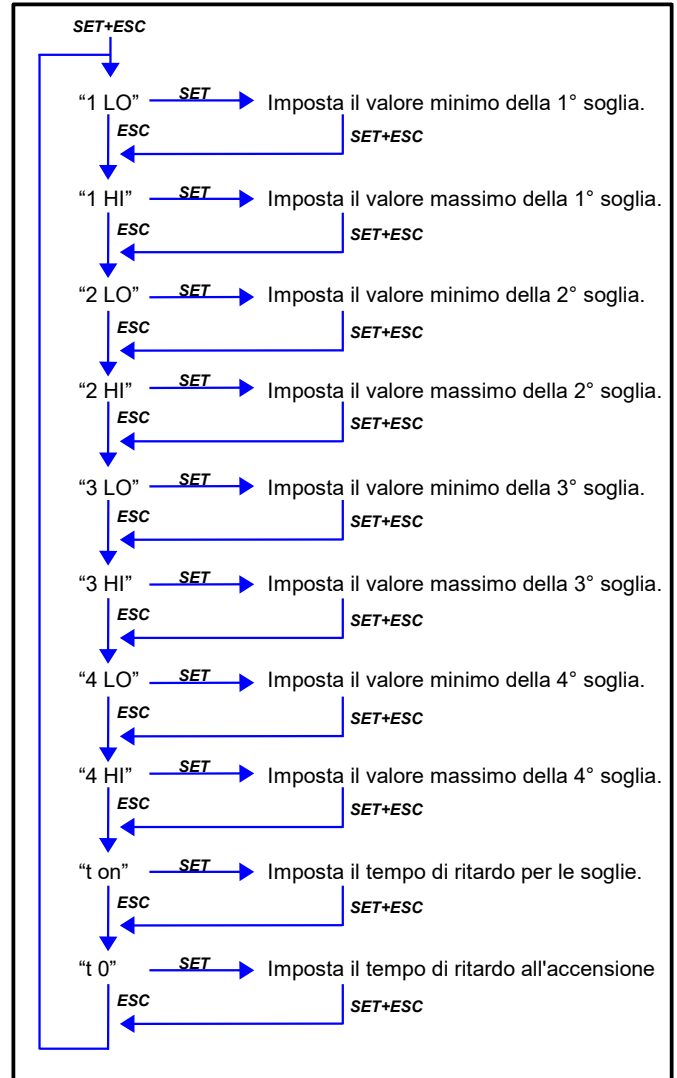 SET+ESC
“1 LO” SET Imposta il valore minimo della 1° soglia.
ESC SET+ESC
“1 HI” SET Imposta il valore massimo della 1° soglia.
ESC SET+ESC
“2 LO” SET Imposta il valore minimo della 2° soglia.
ESC SET+ESC
“2 HI” SET Imposta il valore massimo della 2° soglia.
ESC SET+ESC
“3 LO” SET Imposta il valore minimo della 3° soglia.
ESC SET+ESC
“3 HI” SET Imposta il valore massimo della 3° soglia.
ESC SET+ESC
“4 LO” SET Imposta il valore minimo della 4° soglia.
ESC SET+ESC
“4 HI” SET Imposta il valore massimo della 4° soglia.
ESC SET+ESC
“t on” SET Imposta il tempo di ritardo per le soglie.
ESC SET+ESC
“t 0” SET Imposta il tempo di ritardo all'accensione
ESC SET+ESC